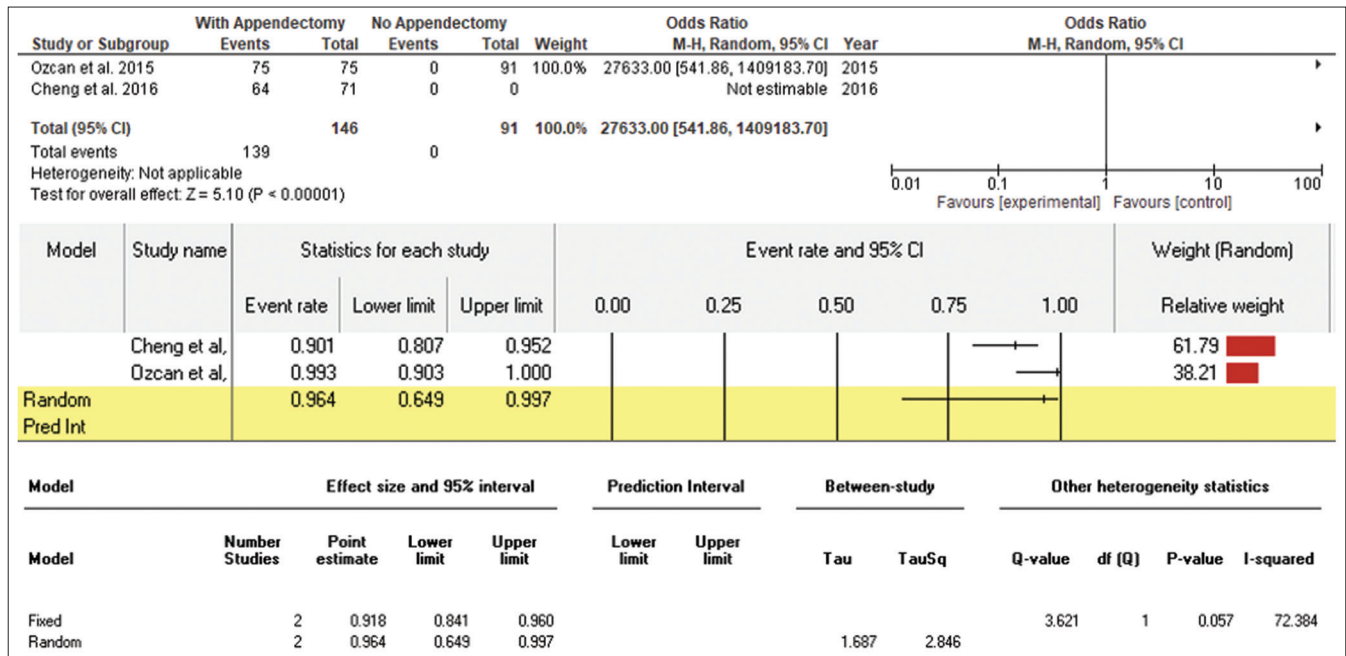 With Appendectomy No Appendectomy Odds Ratio Odds Ratio
Study or Subgroup Events Total Events Total Weight M-H, Random, 95% CI Year M-H, Random, 95% CI
Ozcan et al. 2015 75 75 0 91 100.0% 27633.00 [541.86, 1409183.70] 2015
Cheng et al. 2016 64 71 0 0 Not estimable 2016
Total (95% CI) 146 91 100.0% 27633.00 [541.86, 1409183.70]
Total events 139 0
Heterogeneity: Not applicable
Test for overall effect: Z = 5.10 (P < 0.00001)
0.01 0.1 1 10 100
Favours [experimental] Favours [control]
Model Study name Statistics for each study Event rate and 95% CI Weight (Random)
Event rate Lower limit Upper limit 0.00 0.25 0.50 0.75 1.00 Relative weight
Cheng et al, 0.901 0.807 0.952 61.79
Ozcan et al, 0.993 0.903 1.000 38.21
Random 0.964 0.649 0.997
Pred Int
Model Effect size and 95% interval Prediction Interval Between-study Other heterogeneity statistics
Model Number Studies Point estimate Lower limit Upper limit Lower limit Upper limit Tau TauSq Q-value df (Q) P-value I-squared
Fixed 2 0.918 0.841 0.960 3.621 1 0.057 72.384
Random 2 0.964 0.649 0.997 1.687 2.846